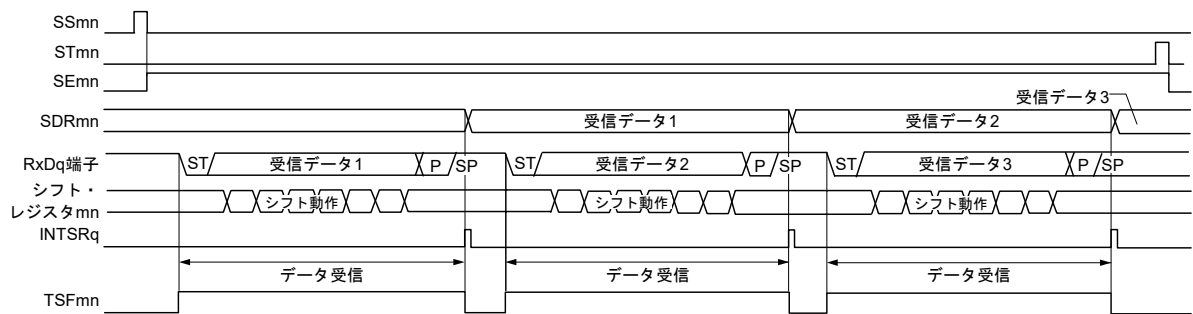 SSmn
STmn
SEmn
受信データ3
SDRmn 受信データ1 受信データ2
RxDq端子 ST 受信データ1 P SP ST 受信データ2 P SP ST 受信データ3 P SP
シフト・
レジスタmn シフト動作 シフト動作 シフト動作
INTSRq
データ受信 データ受信 データ受信
TSFmn